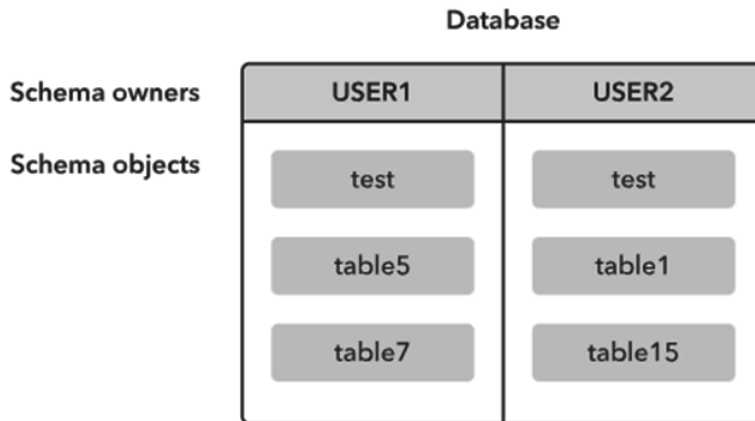 Database
Schema owners USER1 USER2
Schema objects test test
table5 table1
table7 table15